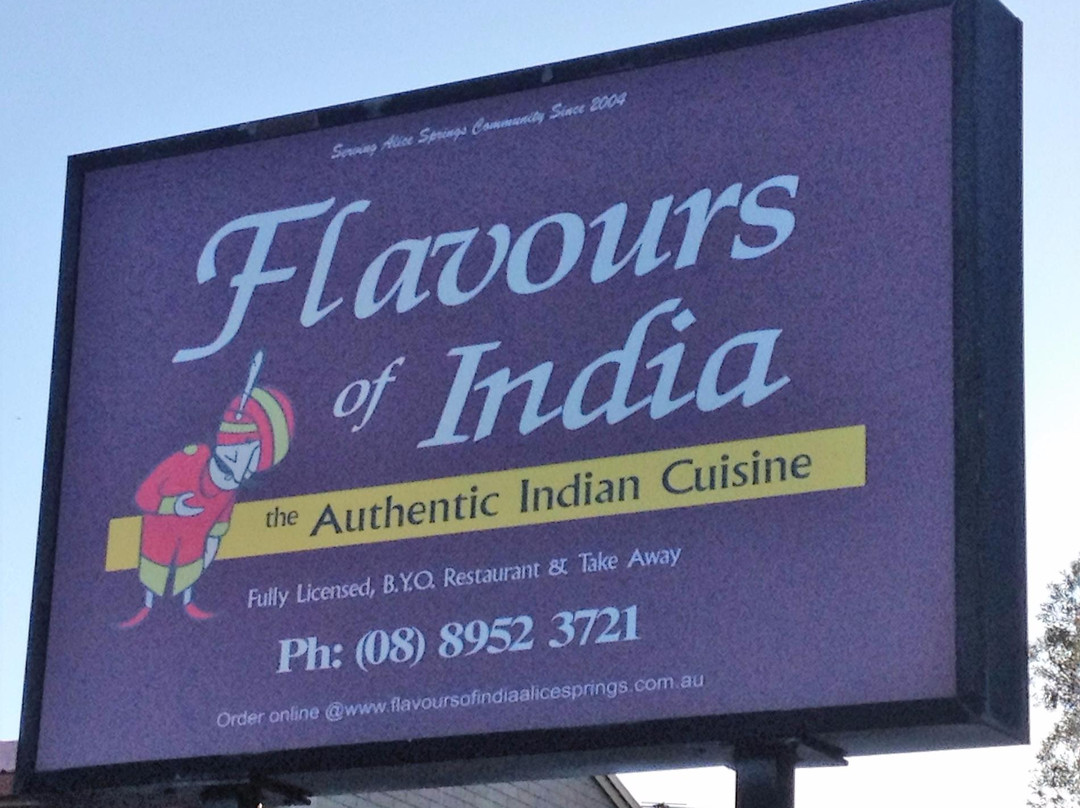 Serving Alice Springs Community Since 2004
Flavours
of India
the Authentic Indian Cuisine
Fully Licensed, B.Y.O. Restaurant & Take Away
Ph: (08) 8952 3721
Order online @www.flavoursofindiaalicesprings.com.au